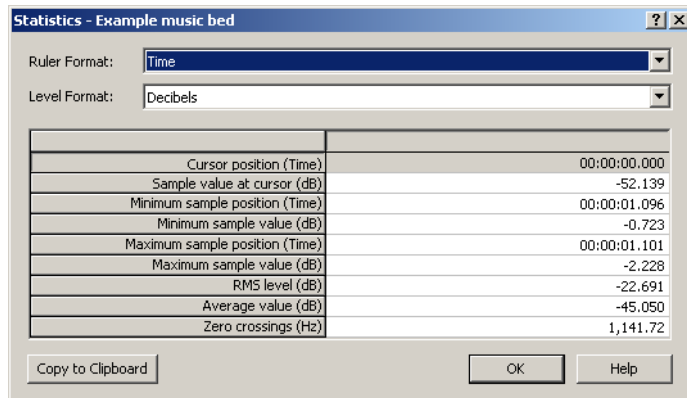 Statistics - Example music bed
Ruler Format: Time
Level Format: Decibels
Cursor position (Time) 00:00:00.000
Sample value at cursor (dB) -52.139
Minimum sample position (Time) 00:00:01.096
Minimum sample value (dB) -0.723
Maximum sample position (Time) 00:00:01.101
Maximum sample value (dB) -2.228
RMS level (dB) -22.691
Average value (dB) -45.050
Zero crossings (Hz) 1,141.72
Copy to Clipboard OK Help